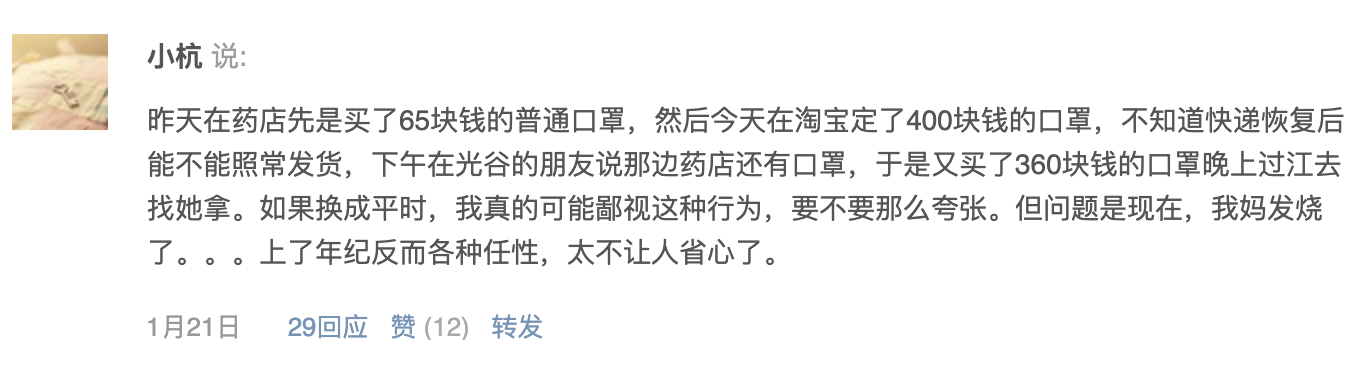 小杭 说:
昨天在药店先是买了65块钱的普通口罩，然后今天在淘宝定了400块钱的口罩，不知道快递恢复后
能不能照常发货，下午在光谷的朋友说那边药店还有口罩，于是又买了360块钱的口罩晚上过江去
找她拿。如果换成平时，我真的可能鄙视这种行为，要不要那么夸张。但问题是现在，我妈发烧
了。。。上了年纪反而各种任性，太不让人省心了。
1月21日 29回应 赞 (12) 转发